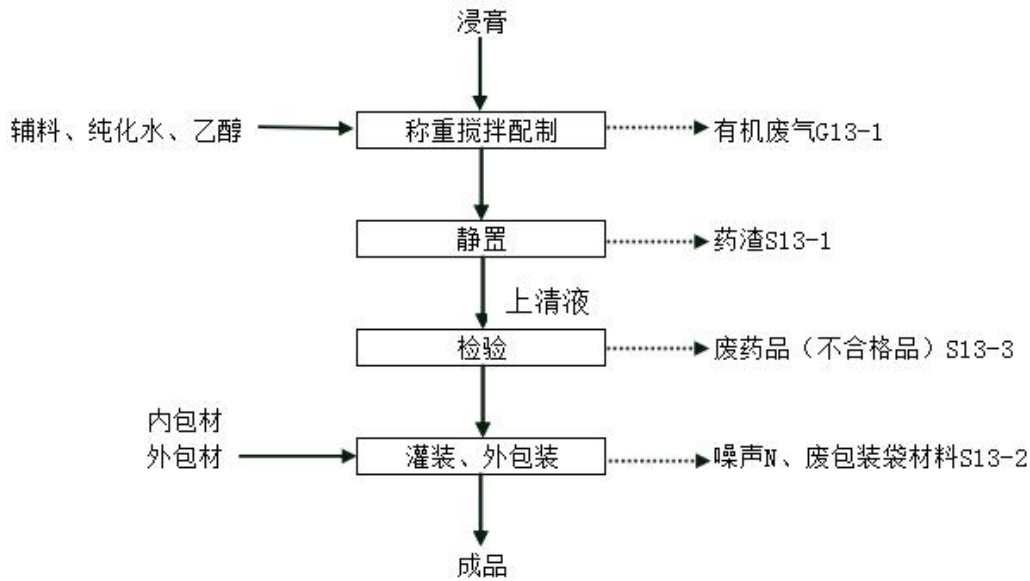 浸膏
辅料、纯化水、乙醇
称重搅拌配制
有机废气G13-1
静置
药渣S13-1
上清液
检验
废药品（不合格品）S13-3
内包材
外包材
灌装、外包装
噪声N、废包装袋材料S13-2
成品